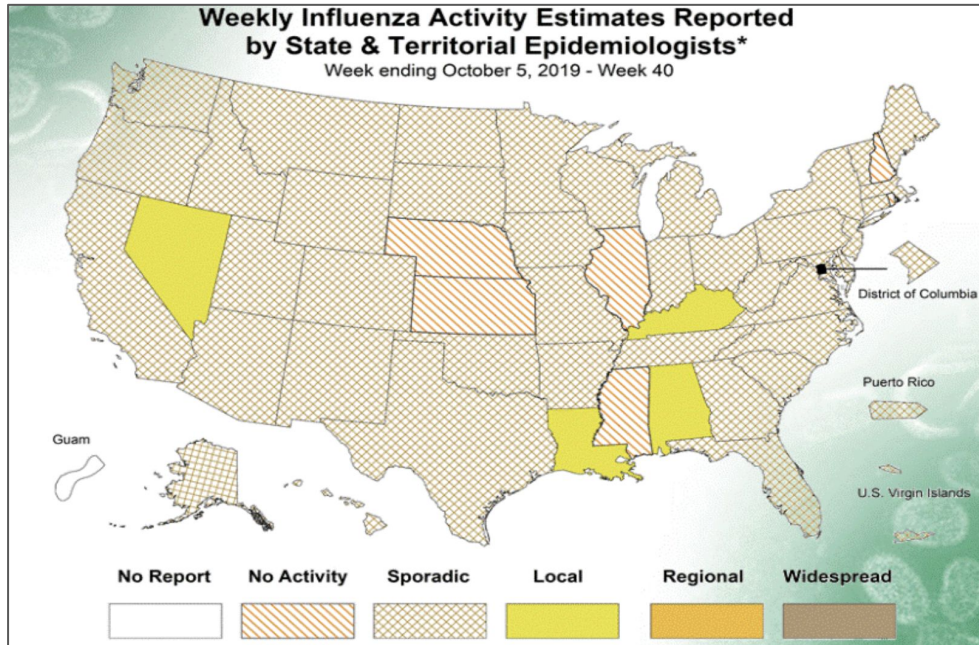 Weekly Influenza Activity Estimates Reported
by State & Territorial Epidemiologists*
Week ending October 5, 2019 - Week 40
District of Columbia
Puerto Rico
Guam
U.S. Virgin Islands
No Report No Activity Sporadic Local Regional Widespread